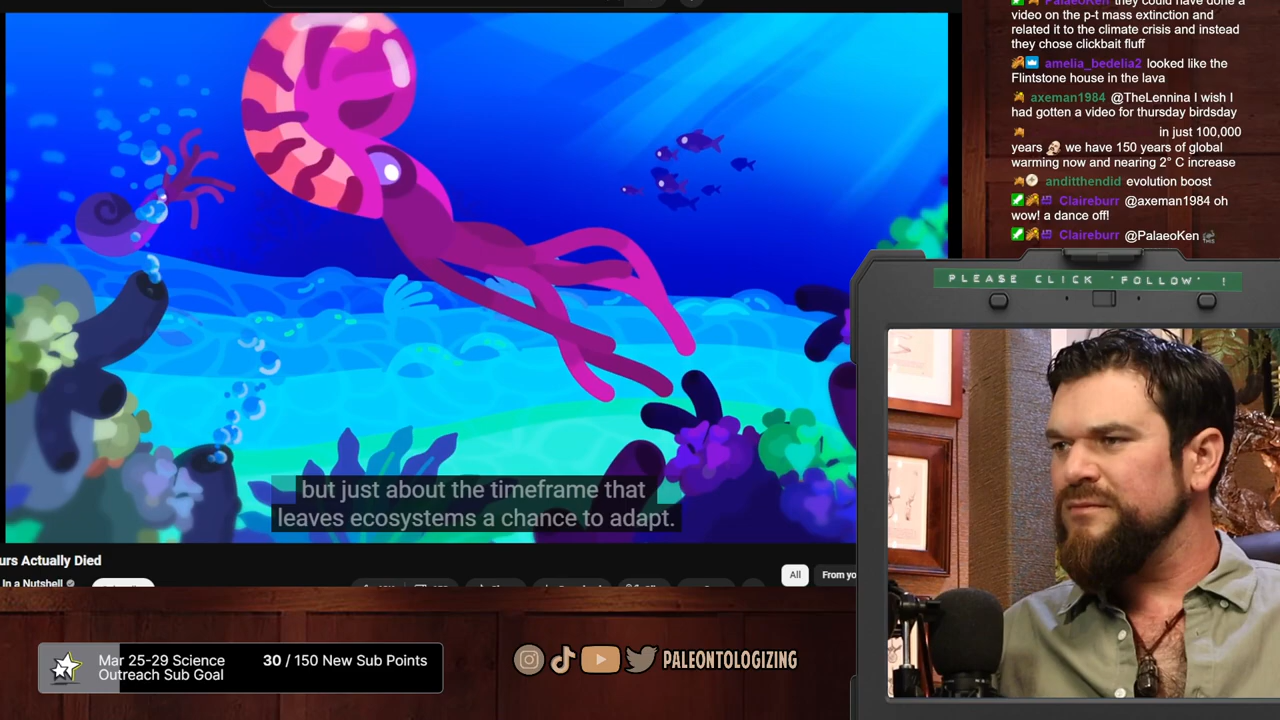 PalaeoKen they could have done a
video on the p-t mass extinction and
related it to the climate crisis and instead
they chose clickbait fluff
amelia_bedelia2 looked like the
Flintstone house in the lava
axeman1984 @TheLennina I wish I
had gotten a video for thursday birdsday
in just 100,000
years we have 150 years of global
warming now and nearing 2° C increase
anditthendid evolution boost
Claireburr @axeman1984 oh
wow! a dance off!
Claireburr @PalaeoKen
PLEASE CLICK "FOLLOW" !
but just about the timeframe that
leaves ecosystems a chance to adapt.
urs Actually Died
In a Nutshell
All From yo
Mar 25-29 Science
Outreach Sub Goal
30 / 150 New Sub Points
PALEONTOLOGIZING